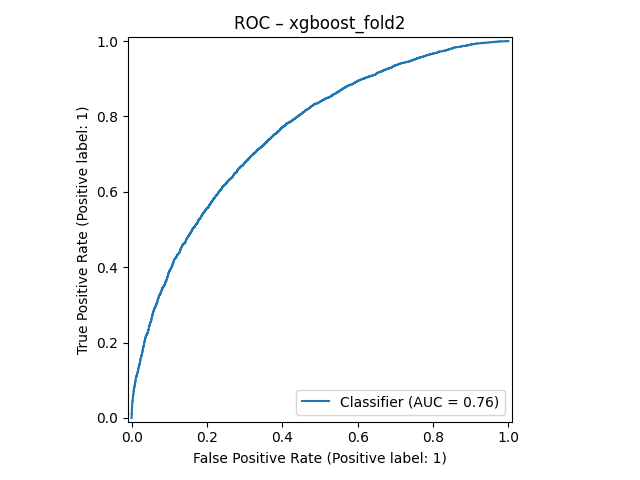 ROC – xgboost_fold2
True Positive Rate (Positive label: 1)
1.0
0.8
0.6
0.4
0.2
0.0
Classifier (AUC = 0.76)
0.0 0.2 0.4 0.6 0.8 1.0
False Positive Rate (Positive label: 1)